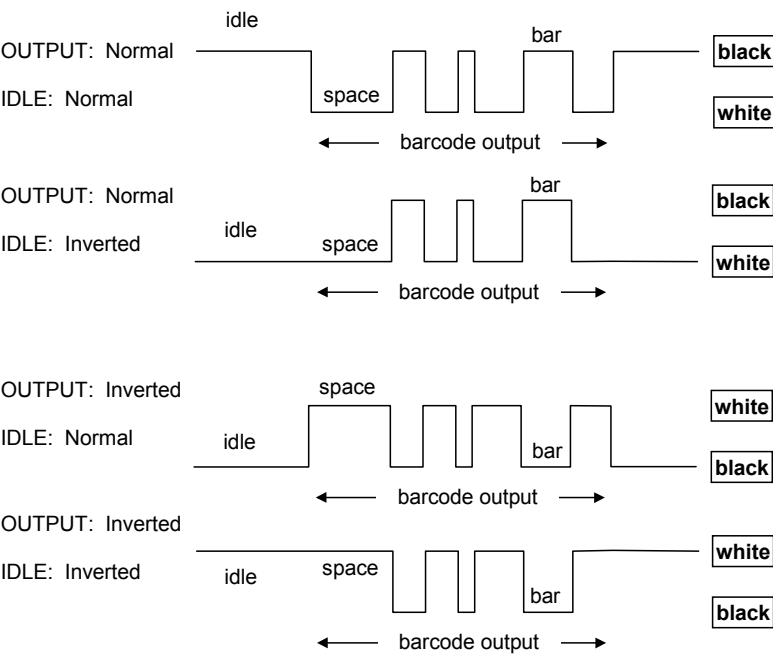 idle
OUTPUT: Normal
bar
black
IDLE: Normal
space
white
barcode output
OUTPUT: Normal
bar
black
IDLE: Inverted
idle
space
white
barcode output
OUTPUT: Inverted
space
white
IDLE: Normal
idle
bar
black
barcode output
OUTPUT: Inverted
white
IDLE: Inverted
idle
space
bar
black
barcode output